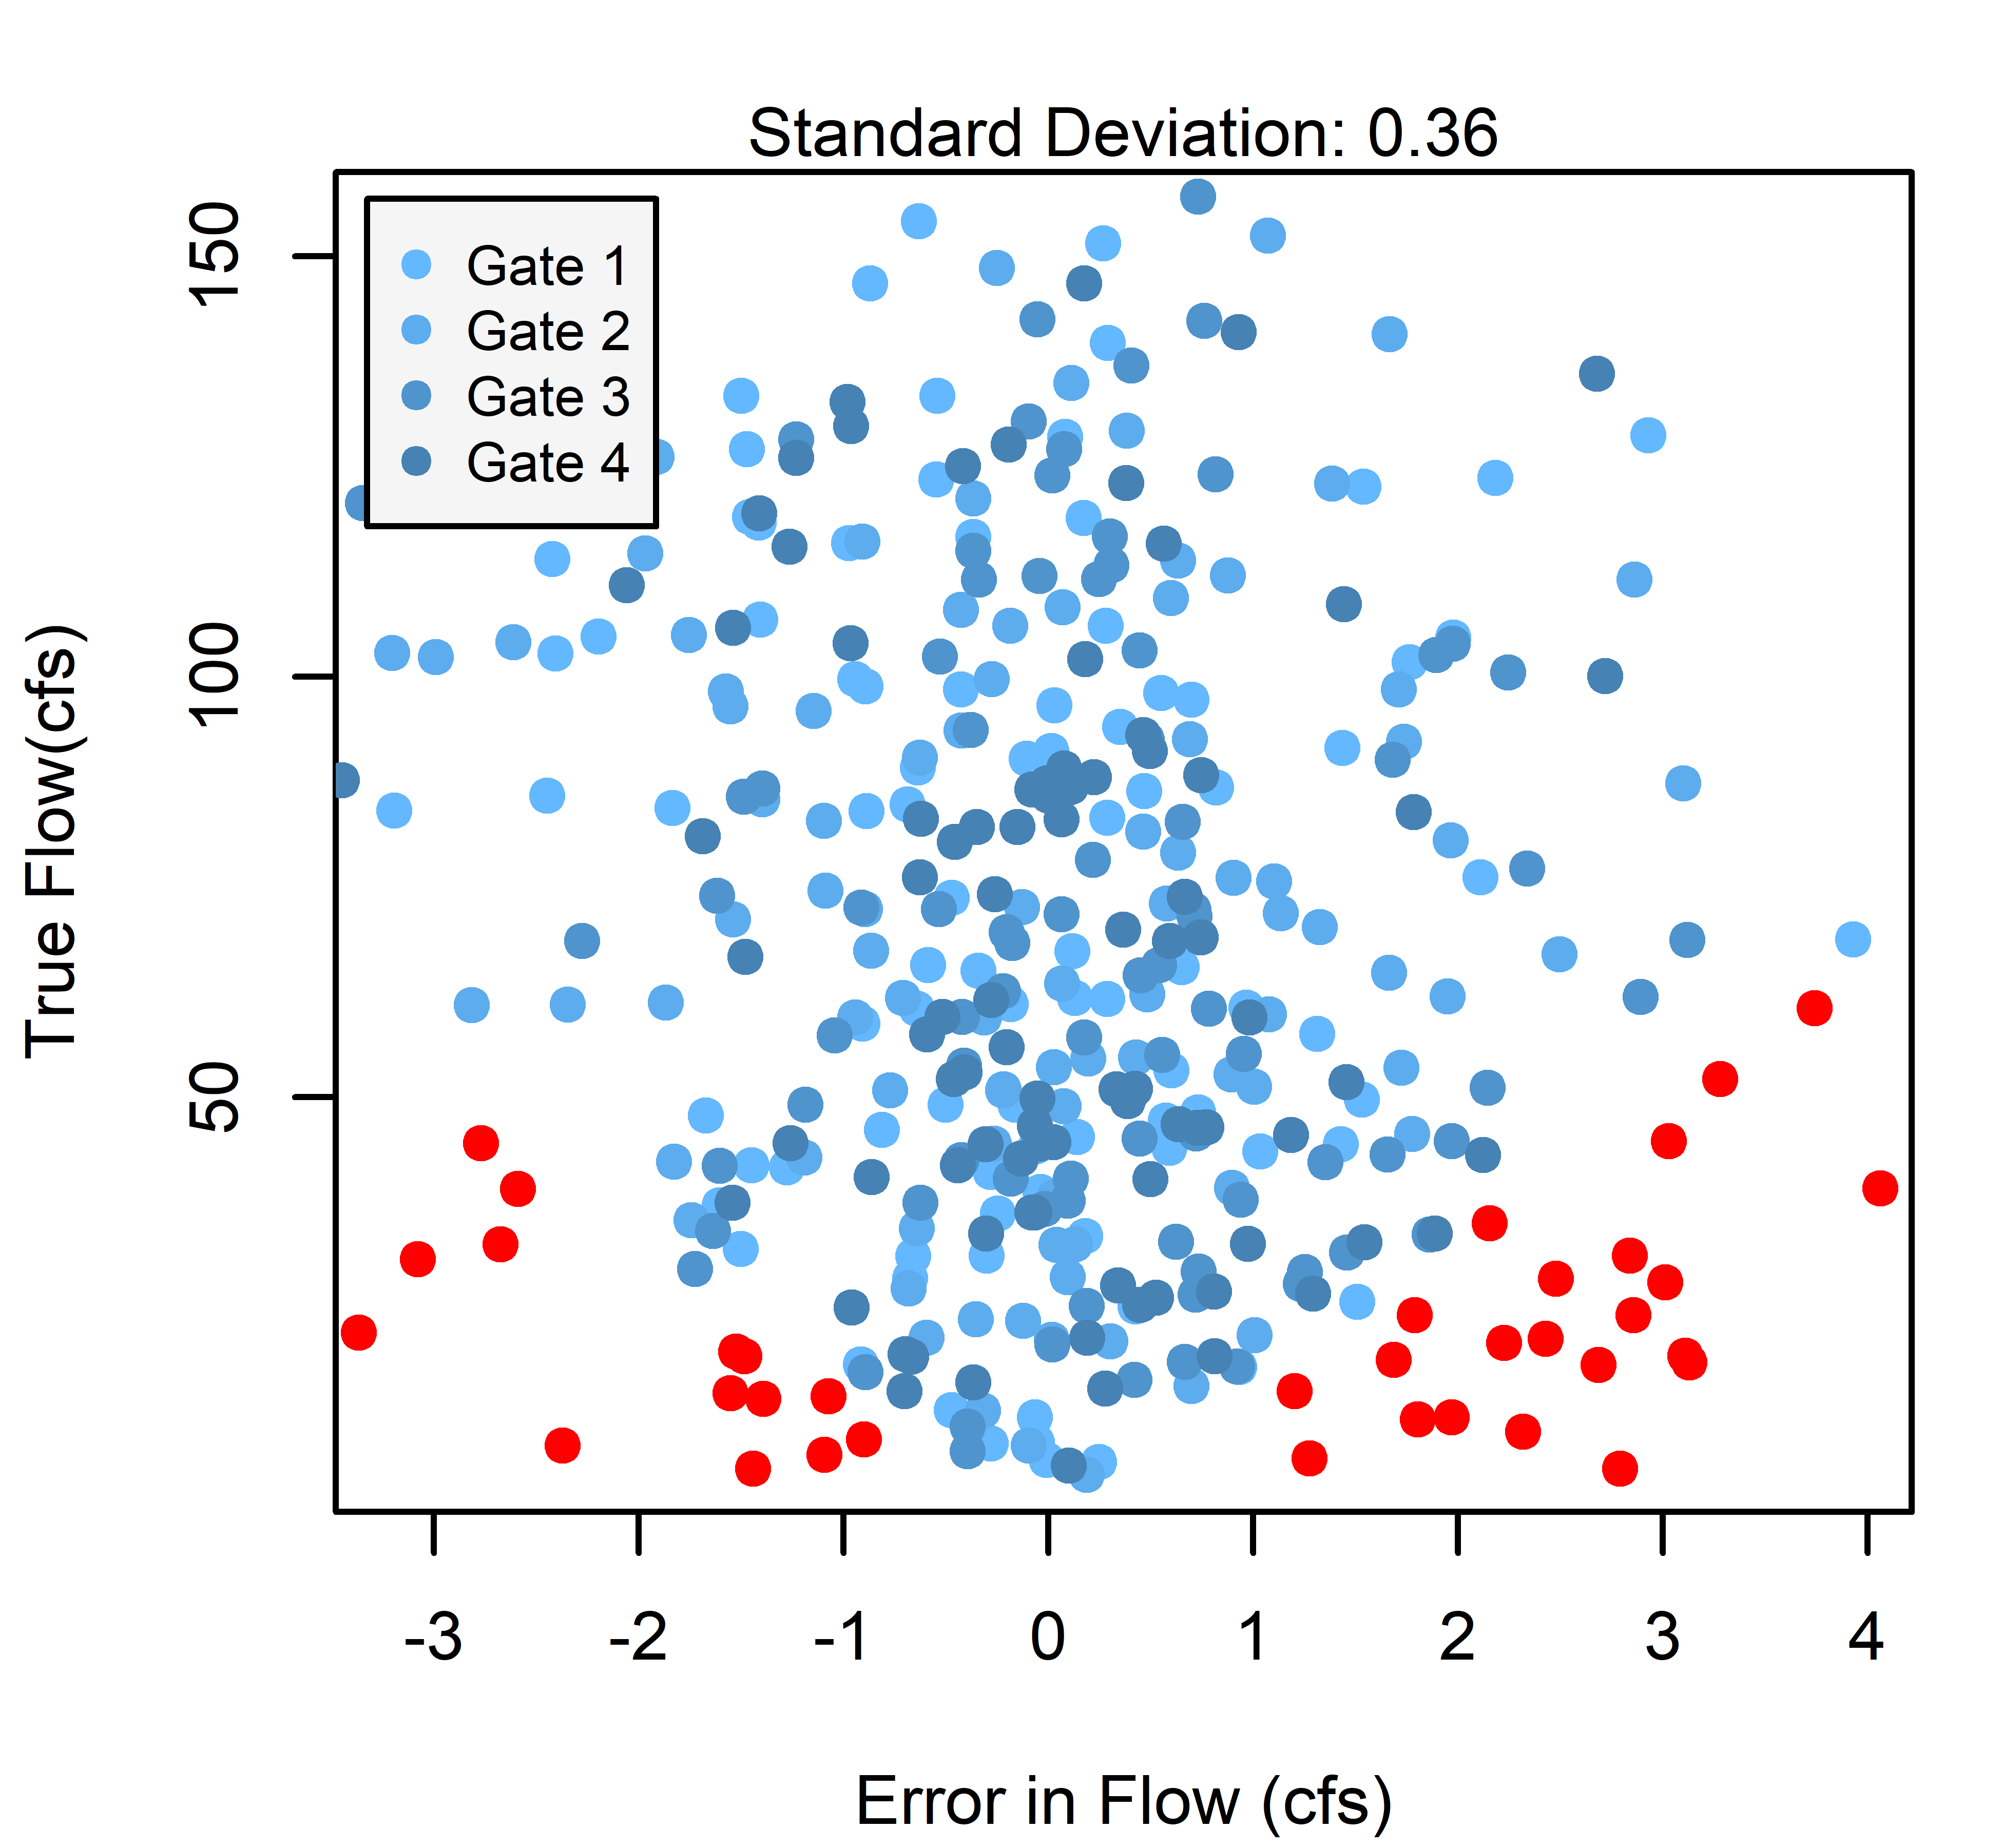 Standard Deviation: 0.36
Gate 1
Gate 2
Gate 3
Gate 4
150
100
50
True Flow(cfs)
-3 -2 -1 0 1 2 3 4
Error in Flow (cfs)